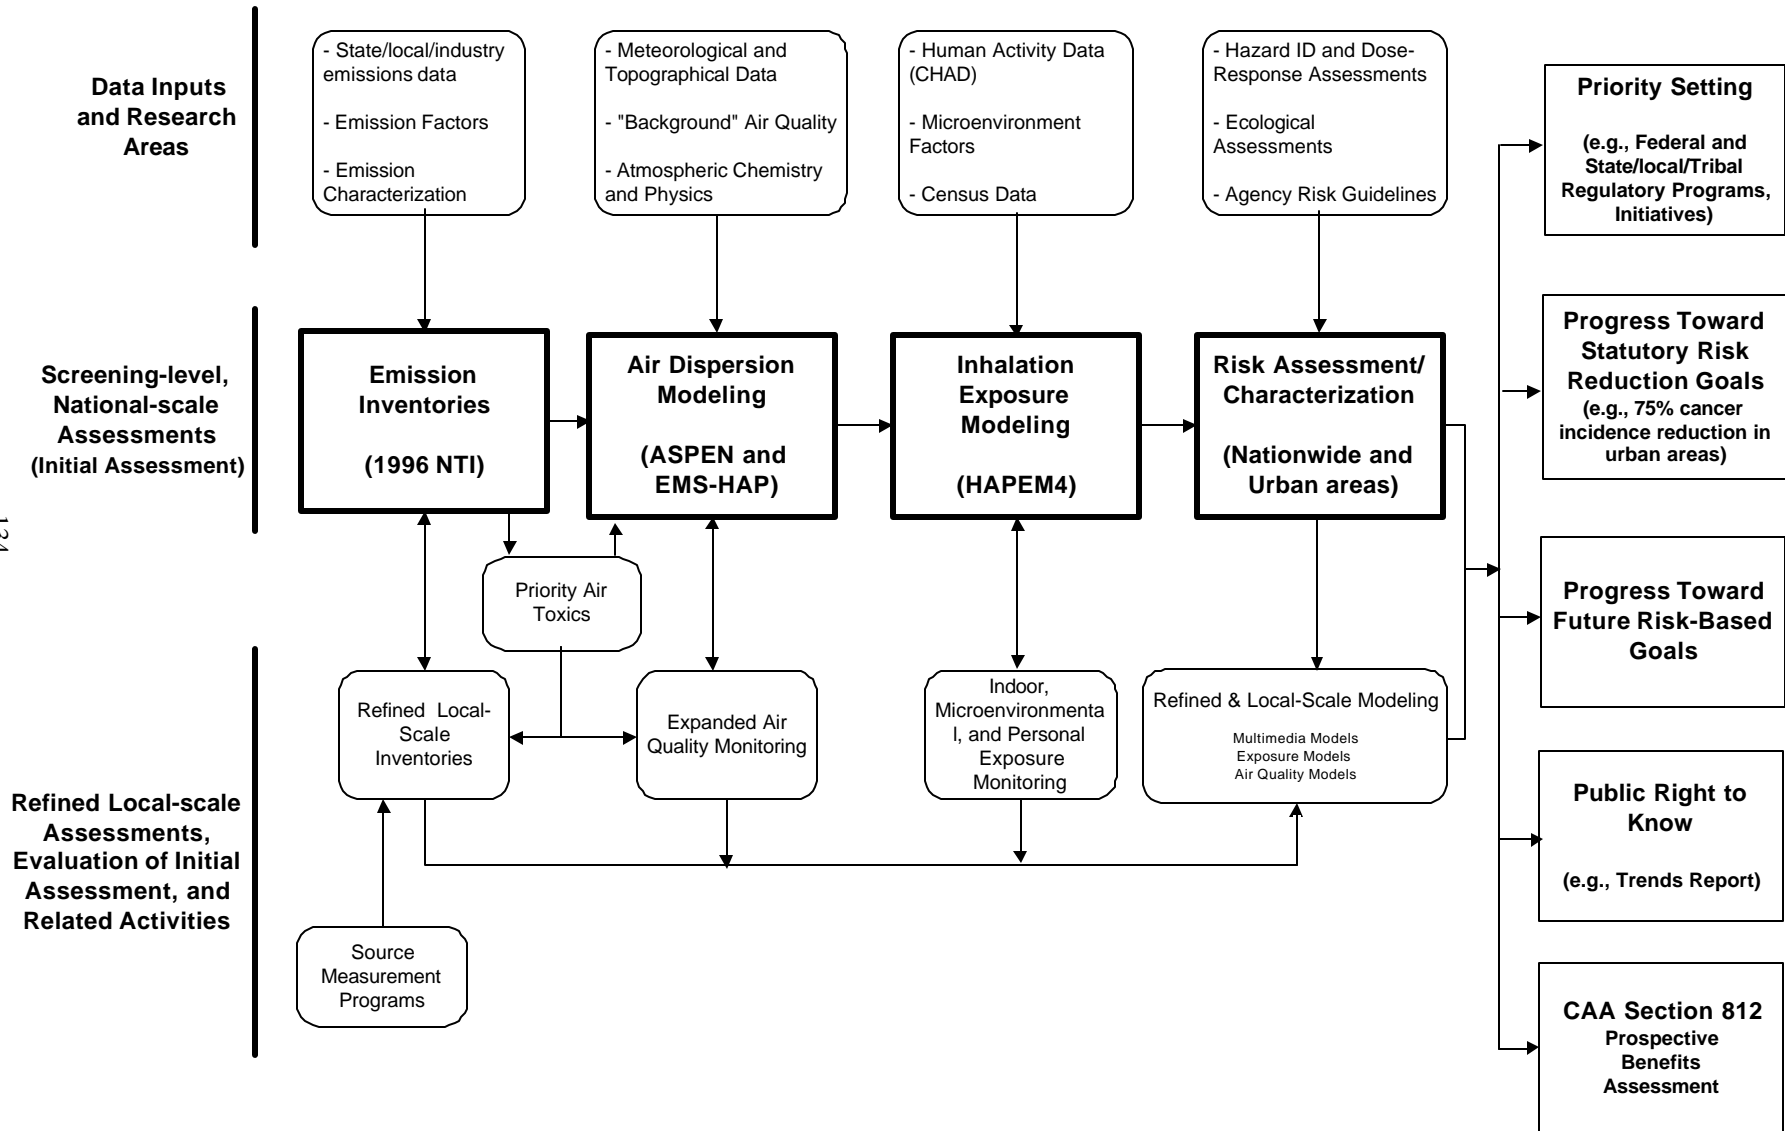 Data Inputs
and Research
Areas
- State/local/industry
emissions data
- Emission Factors
- Emission
Characterization
- Meteorological and
Topographical Data
- "Background" Air Quality
- Atmospheric Chemistry
and Physics
- Human Activity Data
(CHAD)
- Microenvironment
Factors
- Census Data
- Hazard ID and Dose-
Response Assessments
- Ecological
Assessments
- Agency Risk Guidelines
Priority Setting
(e.g., Federal and
State/local/Tribal
Regulatory Programs,
Initiatives)
Screening-level,
National-scale
Assessments
(Initial Assessment)
Emission
Inventories
(1996 NTI)
Air Dispersion
Modeling
(ASPEN and
EMS-HAP)
Inhalation
Exposure
Modeling
(HAPEM4)
Risk Assessment/
Characterization
(Nationwide and
Urban areas)
Progress Toward
Statutory Risk
Reduction Goals
(e.g., 75% cancer
incidence reduction in
urban areas)
134
Priority Air
Toxics
Progress Toward
Future Risk-Based
Goals
Refined Local-scale
Assessments,
Evaluation of Initial
Assessment, and
Related Activities
Refined Local-
Scale
Inventories
Expanded Air
Quality Monitoring
Indoor,
Microenvironmenta
l, and Personal
Exposure
Monitoring
Refined & Local-Scale Modeling
Multimedia Models
Exposure Models
Air Quality Models
Public Right to
Know
(e.g., Trends Report)
Source
Measurement
Programs
CAA Section 812
Prospective
Benefits
Assessment